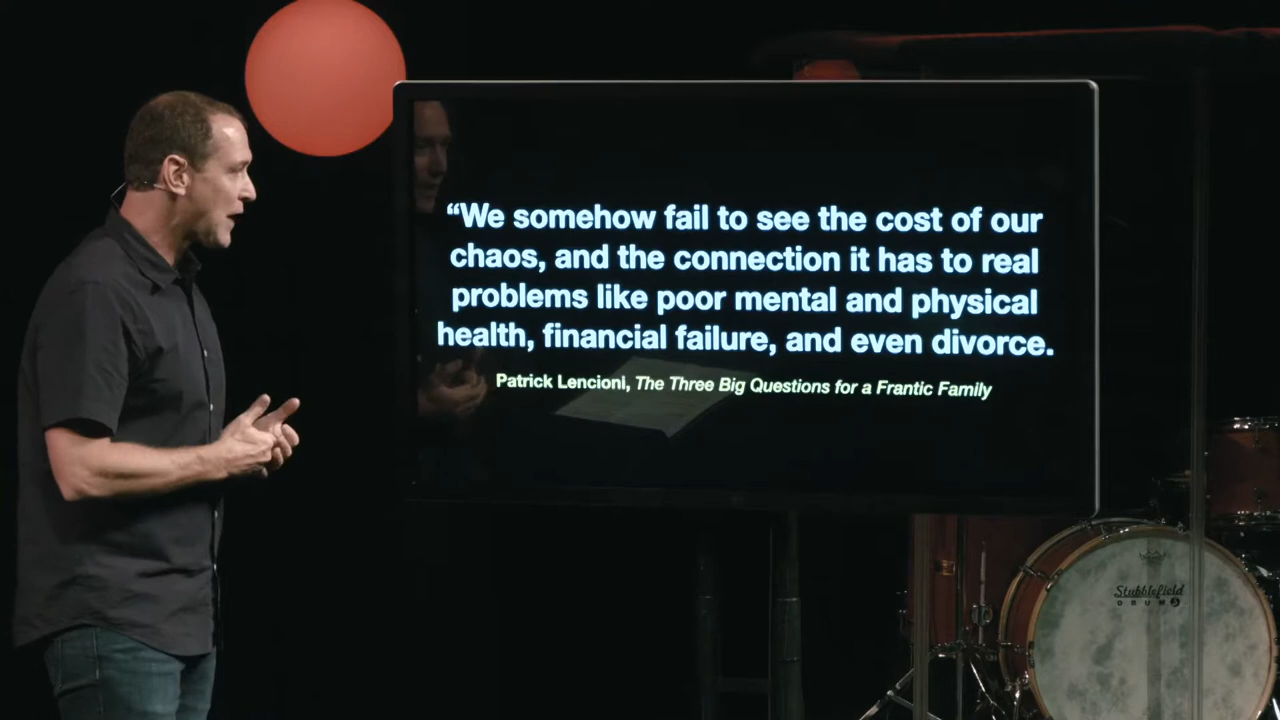 “We somehow fail to see the cost of our
chaos, and the connection it has to real
problems like poor mental and physical
health, financial failure, and even divorce.
Patrick Lencioni, The Three Big Questions for a Frantic Family
Stubblefield
DRUMS